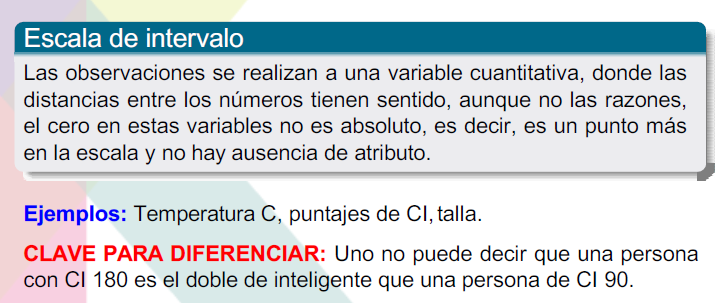 Escala de intervalo
Las observaciones se realizan a una variable cuantitativa, donde las
distancias entre los números tienen sentido, aunque no las razones,
el cero en estas variables no es absoluto, es decir, es un punto más
en la escala y no hay ausencia de atributo.
Ejemplos: Temperatura C, puntajes de CI, talla.
CLAVE PARA DIFERENCIAR: Uno no puede decir que una persona
con CI 180 es el doble de inteligente que una persona de CI 90.